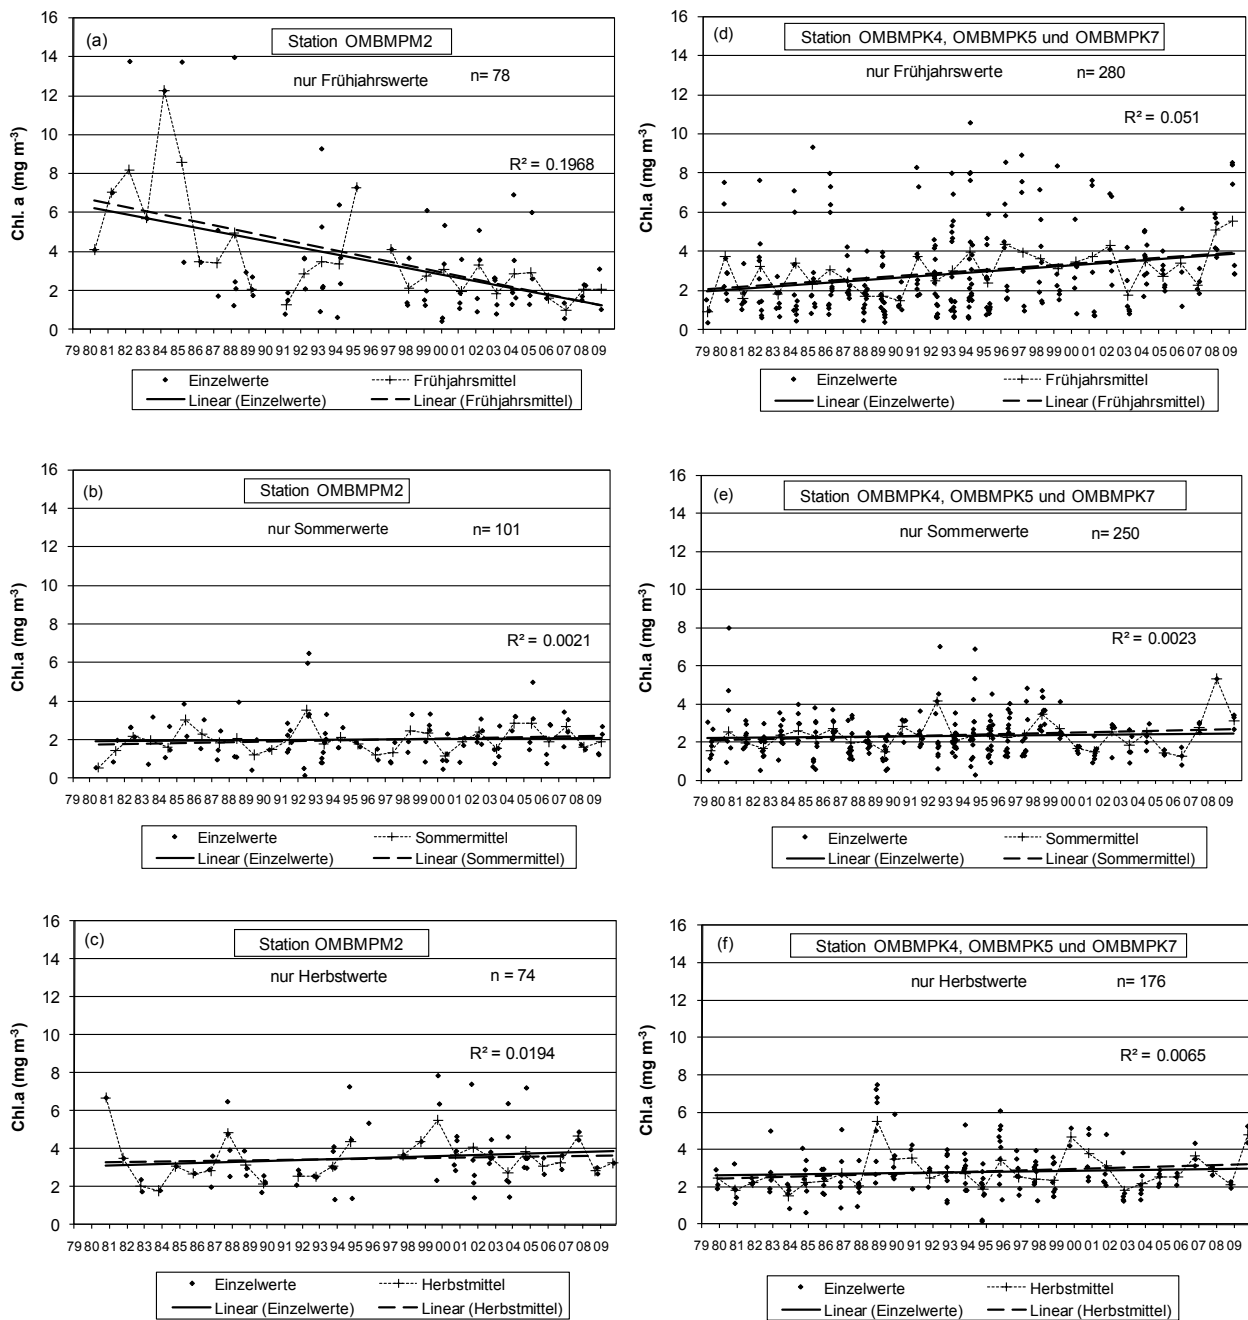 16
14
12
10
8
6
4
2
0
Chl.a (mg m⁻³)
(a)
Station OMBMPM2
nur Frühjahrswerte n= 78
R² = 0.1968
79 80 81 82 83 84 85 86 87 88 89 90 91 92 93 94 95 96 97 98 99 00 01 02 03 04 05 06 07 08 09
Einzelwerte Frühjahrsmittel
Linear (Einzelwerte) Linear (Frühjahrsmittel)
16
14
12
10
8
6
4
2
0
Chl.a (mg m⁻³)
(d)
Station OMBMPK4, OMBMPK5 und OMBMPK7
nur Frühjahrswerte n= 280
R² = 0.051
79 80 81 82 83 84 85 86 87 88 89 90 91 92 93 94 95 96 97 98 99 00 01 02 03 04 05 06 07 08 09
Einzelwerte Frühjahrsmittel
Linear (Einzelwerte) Linear (Frühjahrsmittel)
16
14
12
10
8
6
4
2
0
Chl.a (mg m⁻³)
(b)
Station OMBMPM2
nur Sommerwerte n= 101
R² = 0.0021
79 80 81 82 83 84 85 86 87 88 89 90 91 92 93 94 95 96 97 98 99 00 01 02 03 04 05 06 07 08 09
Einzelwerte Sommermittel
Linear (Einzelwerte) Linear (Sommermittel)
16
14
12
10
8
6
4
2
0
Chl.a (mg m⁻³)
(e)
Station OMBMPK4, OMBMPK5 und OMBMPK7
nur Sommerwerte n= 250
R² = 0.0023
79 80 81 82 83 84 85 86 87 88 89 90 91 92 93 94 95 96 97 98 99 00 01 02 03 04 05 06 07 08 09
Einzelwerte Sommermittel
Linear (Einzelwerte) Linear (Sommermittel)
16
14
12
10
8
6
4
2
0
Chl.a (mg m⁻³)
(c)
Station OMBMPM2
nur Herbstwerte n = 74
R² = 0.0194
79 80 81 82 83 84 85 86 87 88 89 90 91 92 93 94 95 96 97 98 99 00 01 02 03 04 05 06 07 08 09
Einzelwerte Herbstmittel
Linear (Einzelwerte) Linear (Herbstmittel)
16
14
12
10
8
6
4
2
0
Chl.a (mg m⁻³)
(f)
Station OMBMPK4, OMBMPK5 und OMBMPK7
nur Herbstwerte n= 176
R² = 0.0065
79 80 81 82 83 84 85 86 87 88 89 90 91 92 93 94 95 96 97 98 99 00 01 02 03 04 05 06 07 08 09
Einzelwerte Herbstmittel
Linear (Einzelwerte) Linear (Herbstmittel)